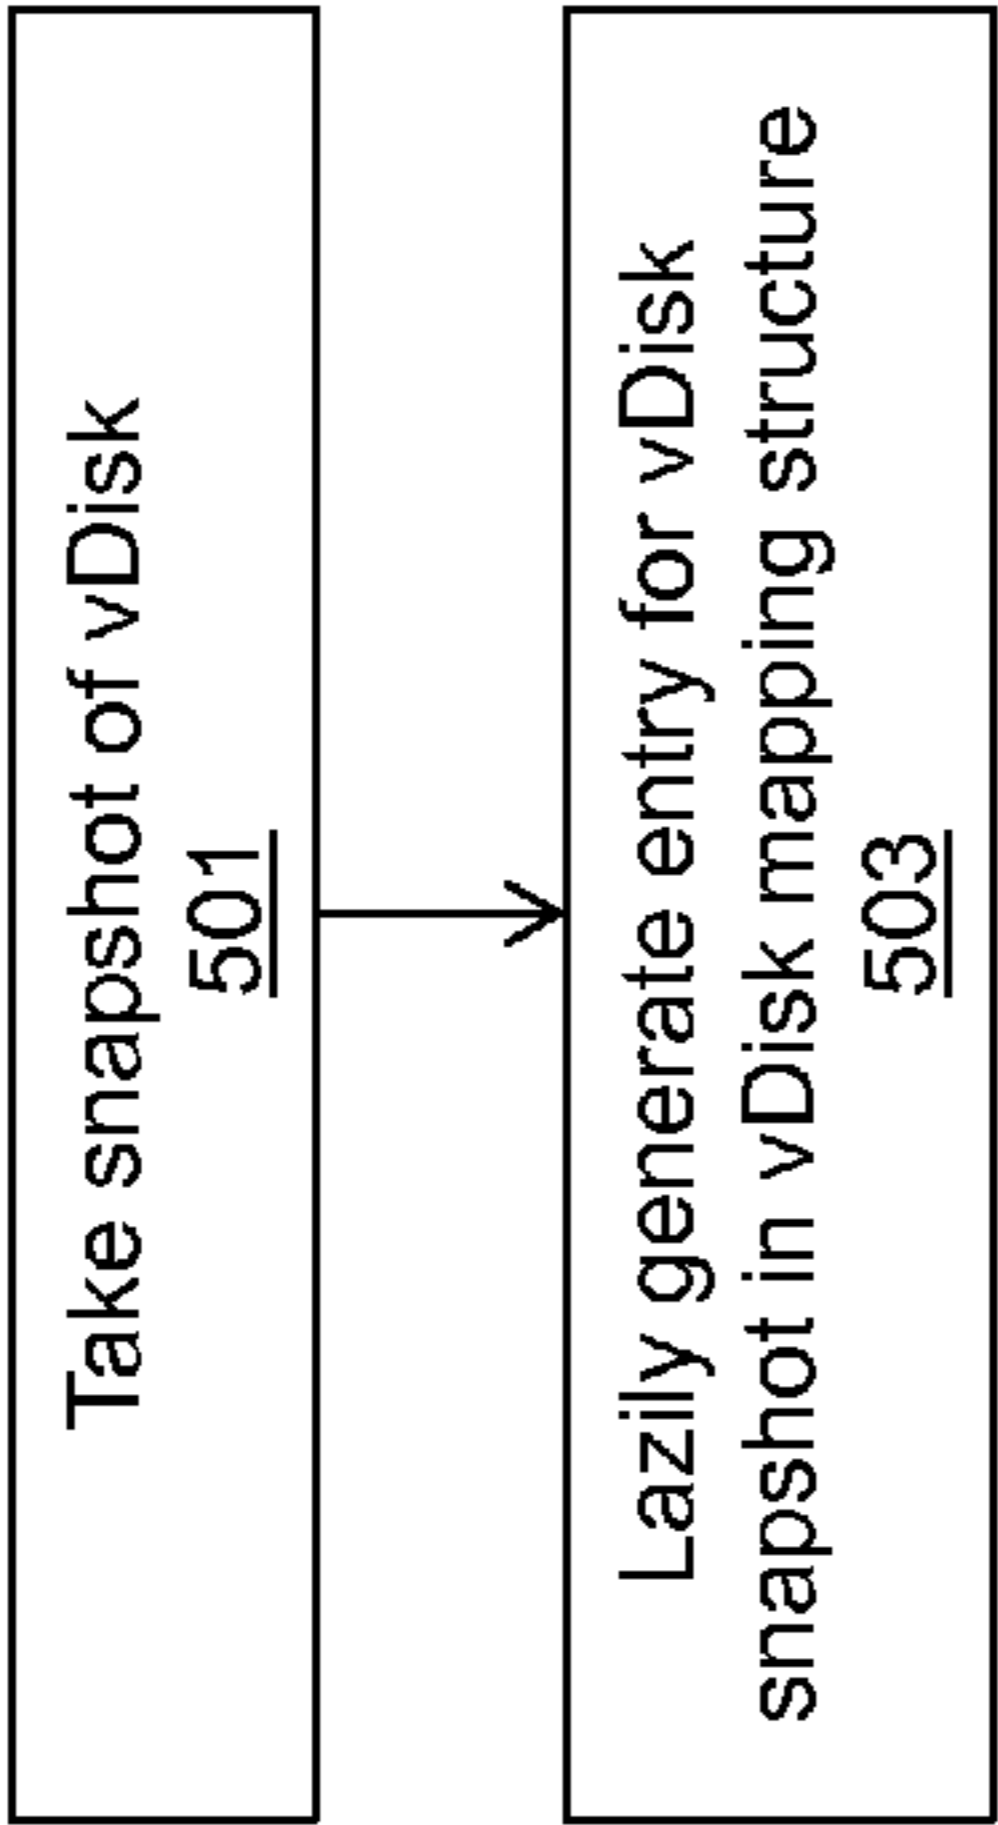 Take snapshot of vDisk
501
Lazily generate entry for vDisk
snapshot in vDisk mapping structure
503